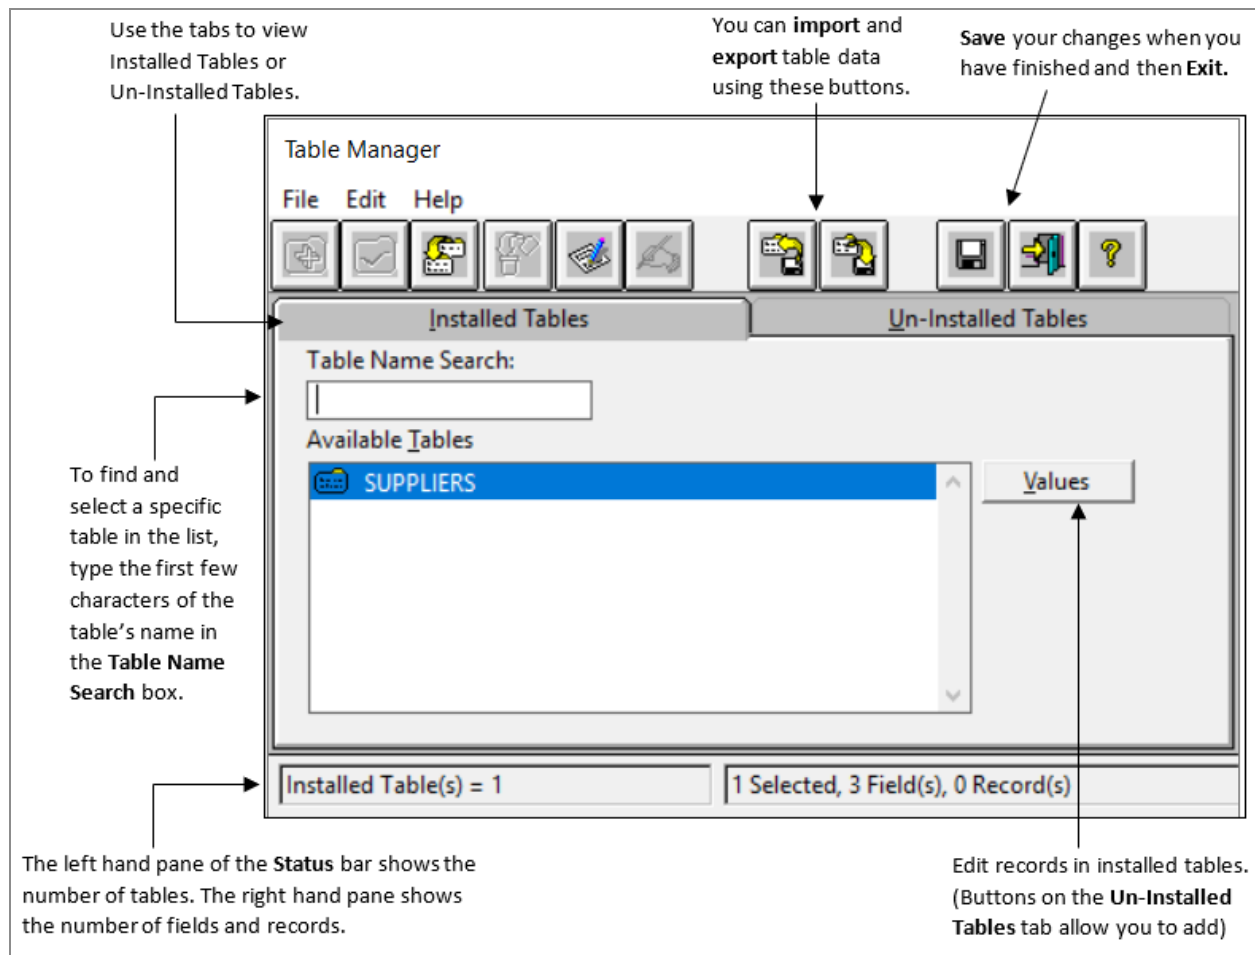 Use the tabs to view
Installed Tables or
Un-Installed Tables.
You can import and
export table data
using these buttons.
Save your changes when you
have finished and then Exit.
Table Manager
File Edit Help
Installed Tables
Un-Installed Tables
Table Name Search:
Available Tables
SUPPLIERS
Values
To find and
select a specific
table in the list,
type the first few
characters of the
table's name in
the Table Name
Search box.
Installed Table(s) = 1
1 Selected, 3 Field(s), 0 Record(s)
The left hand pane of the Status bar shows the
number of tables. The right hand pane shows
the number of fields and records.
Edit records in installed tables.
(Buttons on the Un-Installed
Tables tab allow you to add)